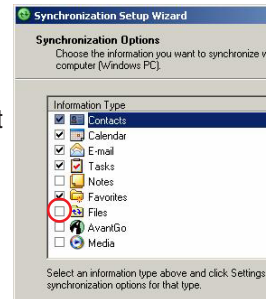 Synchronization Setup Wizard
Synchronization Options
Choose the information you want to synchronize
computer (Windows PC).
Information Type
Contacts
Calendar
E-mail
Tasks
Notes
Favorites
Files
AvantGo
Media
Select an information type above and click Settings
synchronization options for that type.
t